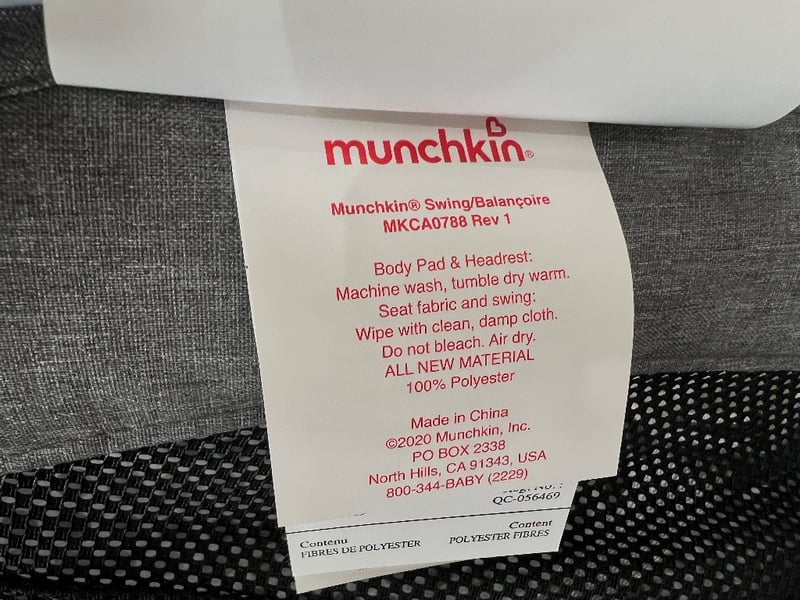 munchkin®
Munchkin® Swing/Balançoire
MKCA0788 Rev 1
Body Pad & Headrest:
Machine wash, tumble dry warm.
Seat fabric and swing:
Wipe with clean, damp cloth.
Do not bleach. Air dry.
ALL NEW MATERIAL
100% Polyester
Made in China
©2020 Munchkin, Inc.
PO BOX 2338
North Hills, CA 91343, USA
800-344-BABY (2229)
QC-056469
Contenu Content
FIBRES DE POLYESTER POLYESTER FIBRES